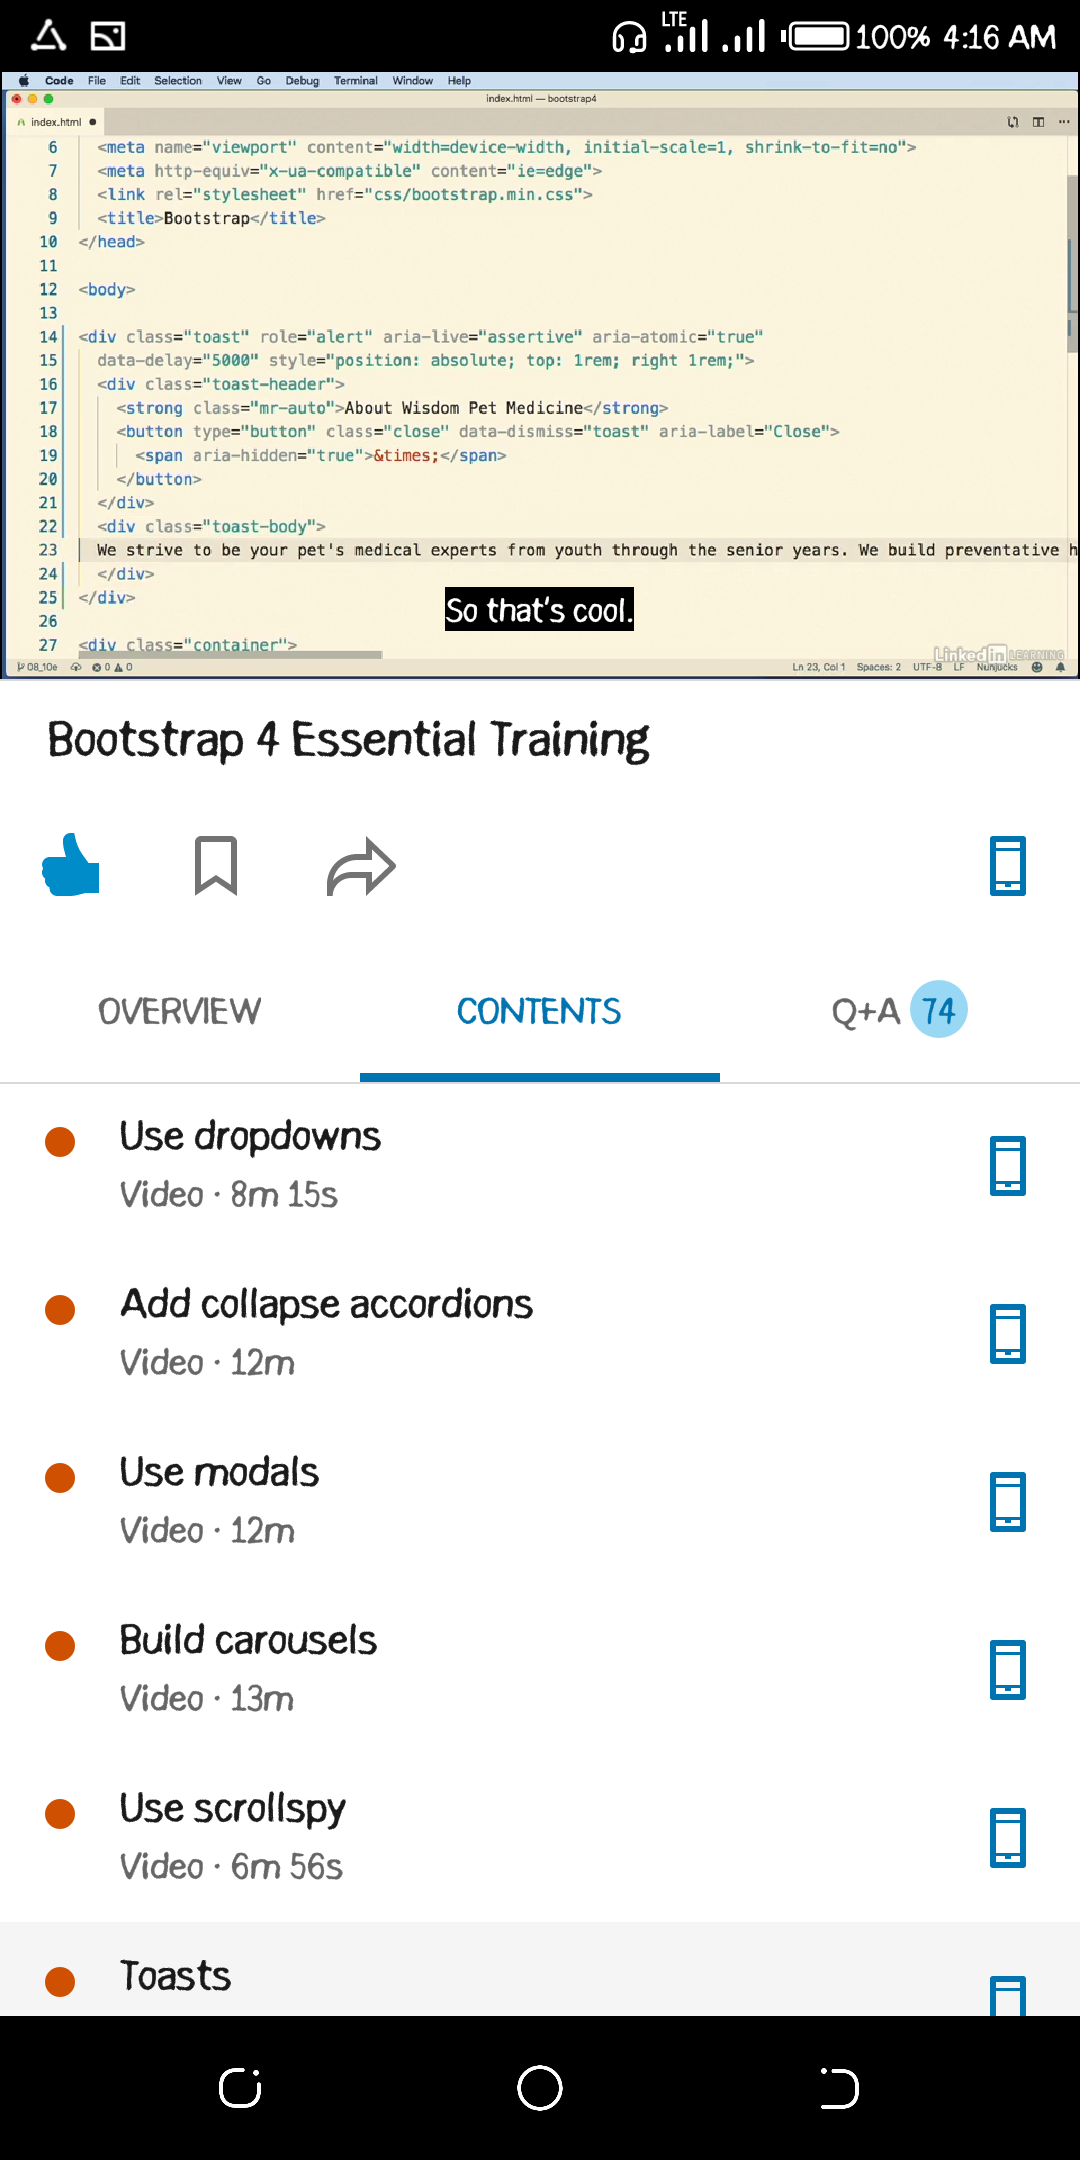 LTE 100% 4:16 AM
Code File Edit Selection View Go Debug Terminal Window Help
index.html — bootstrap4
index.html
6 <meta name="viewport" content="width=device-width, initial-scale=1, shrink-to-fit=no">
7 <meta http-equiv="x-ua-compatible" content="ie=edge">
8 <link rel="stylesheet" href="css/bootstrap.min.css">
9 <title>Bootstrap</title>
10 </head>
11
12 <body>
13
14 <div class="toast" role="alert" aria-live="assertive" aria-atomic="true"
15 data-delay="5000" style="position: absolute; top: 1rem; right 1rem;">
16 <div class="toast-header">
17 <strong class="mr-auto">About Wisdom Pet Medicine</strong>
18 <button type="button" class="close" data-dismiss="toast" aria-label="Close">
19 <span aria-hidden="true">&times;</span>
20 </button>
21 </div>
22 <div class="toast-body">
23 We strive to be your pet's medical experts from youth through the senior years. We build preventative h
24 </div>
25 </div>
26
27 <div class="container">
So that's cool.
Linked in LEARNING
08_10e 0 0 Ln 23, Col 1 Spaces: 2 UTF-8 LF Nunjucks
Bootstrap 4 Essential Training
OVERVIEW CONTENTS Q+A 74
Use dropdowns
Video · 8m 15s
Add collapse accordions
Video · 12m
Use modals
Video · 12m
Build carousels
Video · 13m
Use scrollspy
Video · 6m 56s
Toasts